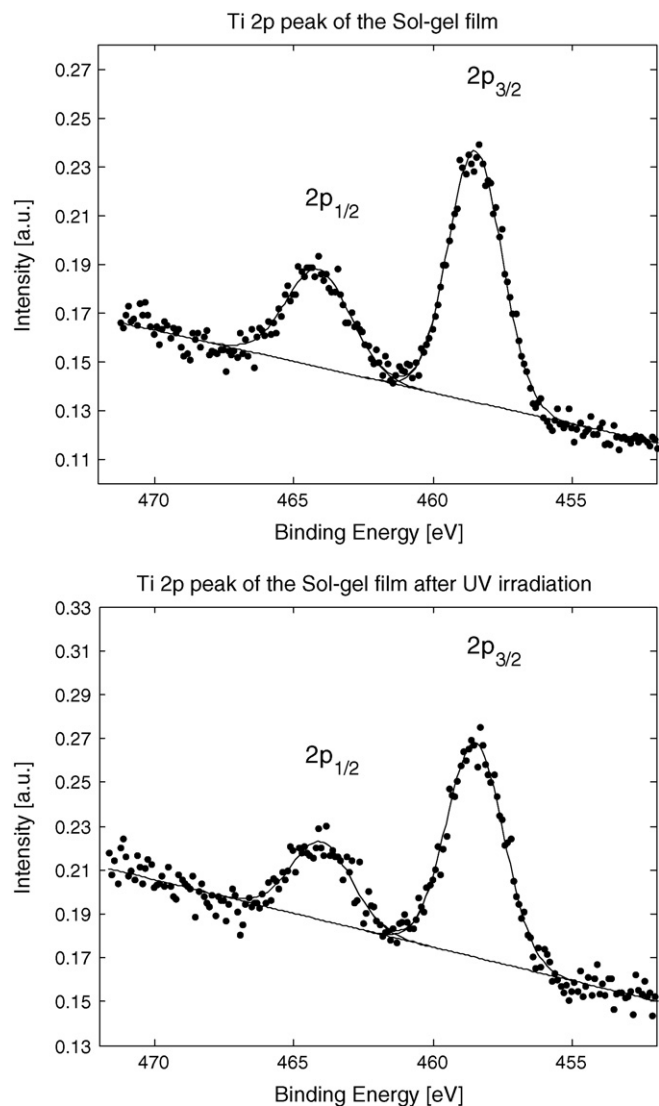 Ti 2p peak of the Sol-gel film
0.27
2p3/2
0.25
0.23
0.21
2p1/2
Intensity [a.u.]
0.19
0.17
0.15
0.13
0.11
470 465 460 455
Binding Energy [eV]
Ti 2p peak of the Sol-gel film after UV irradiation
0.33
0.31
2p3/2
0.29
0.27
2p1/2
0.25
Intensity [a.u.]
0.23
0.21
0.19
0.17
0.15
0.13
470 465 460 455
Binding Energy [eV]